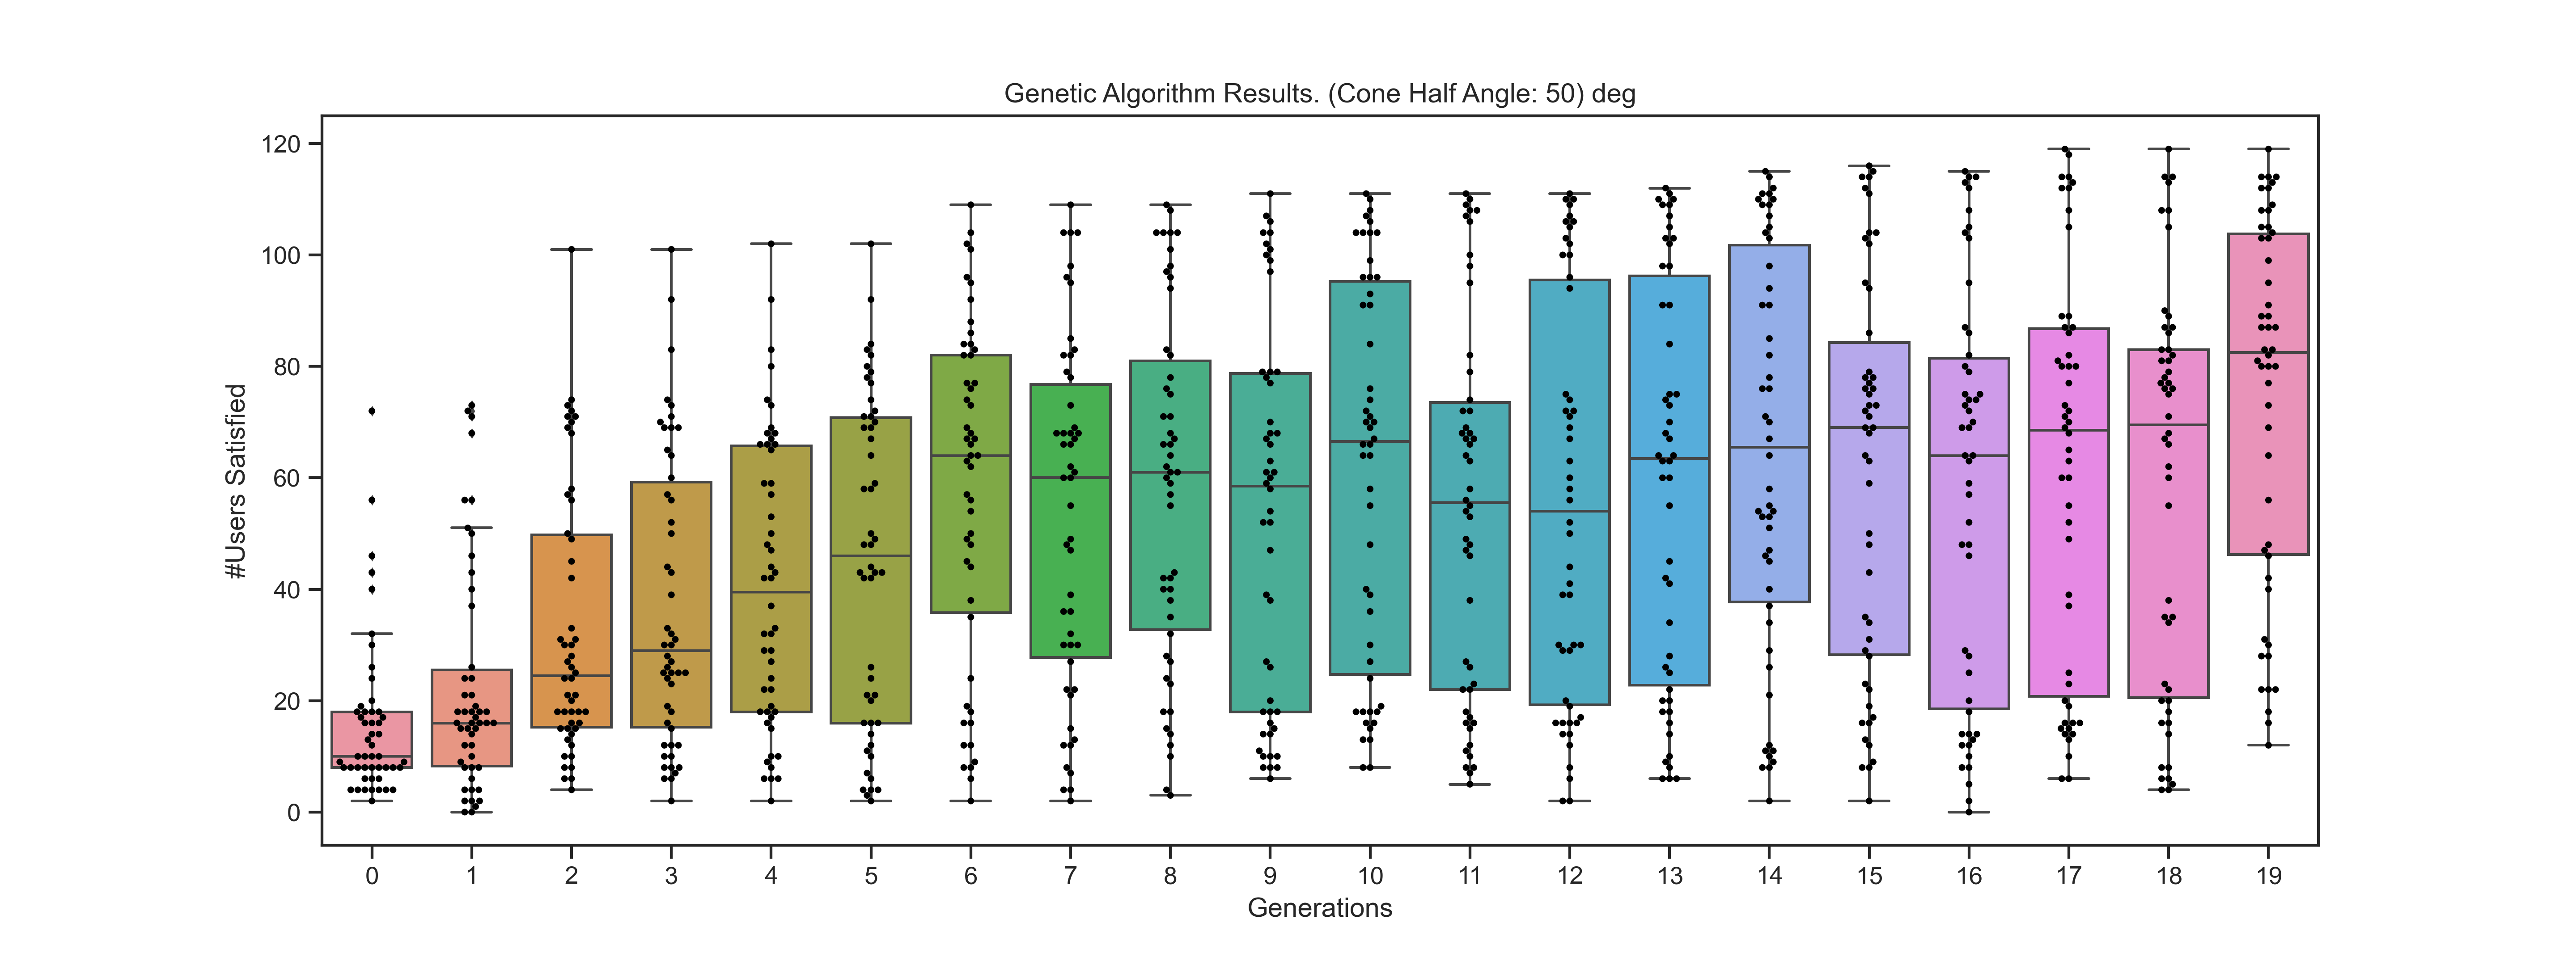 Genetic Algorithm Results. (Cone Half Angle: 50) deg
#Users Satisfied
120
100
80
60
40
20
0
0 1 2 3 4 5 6 7 8 9 10 11 12 13 14 15 16 17 18 19
Generations